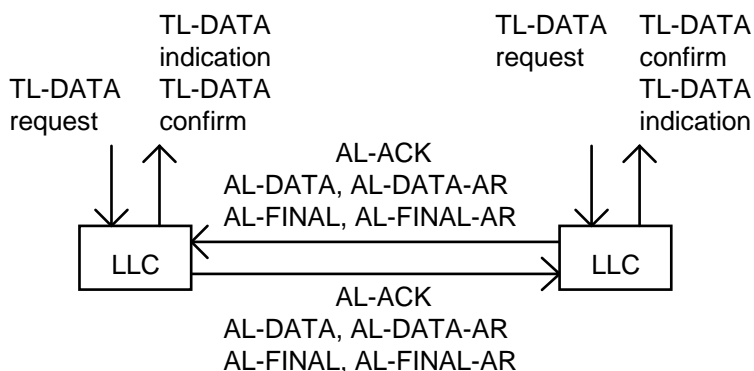 TL-DATA
indication
TL-DATA
confirm
TL-DATA
request
TL-DATA
request
TL-DATA
confirm
TL-DATA
indication
AL-ACK
AL-DATA, AL-DATA-AR
AL-FINAL, AL-FINAL-AR
LLC
LLC
AL-ACK
AL-DATA, AL-DATA-AR
AL-FINAL, AL-FINAL-AR